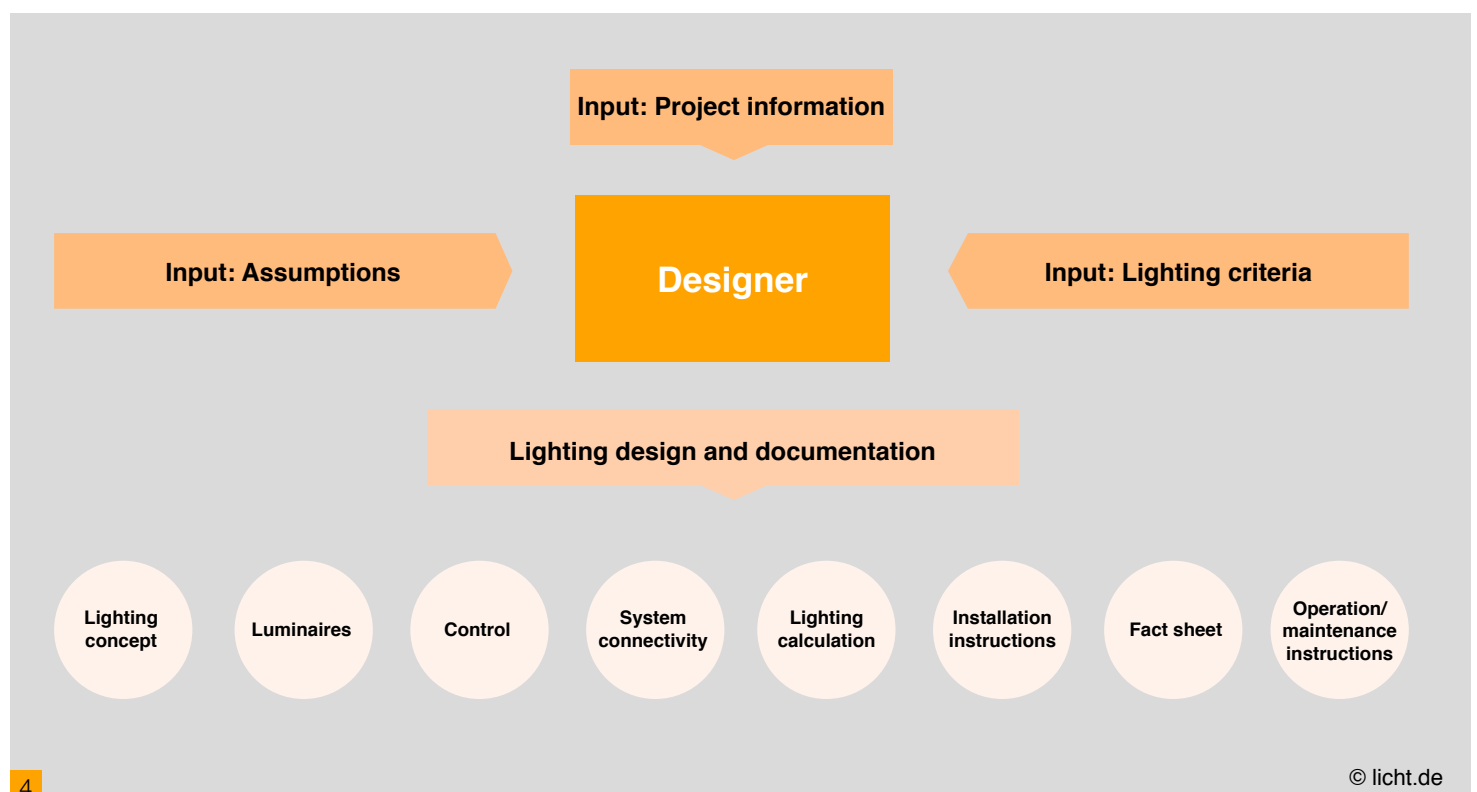 Input: Project information
Input: Assumptions
Designer
Input: Lighting criteria
Lighting design and documentation
Lighting
concept
Luminaires
Control
System
connectivity
Lighting
calculation
Installation
instructions
Fact sheet
Operation/
maintenance
instructions
4
© licht.de